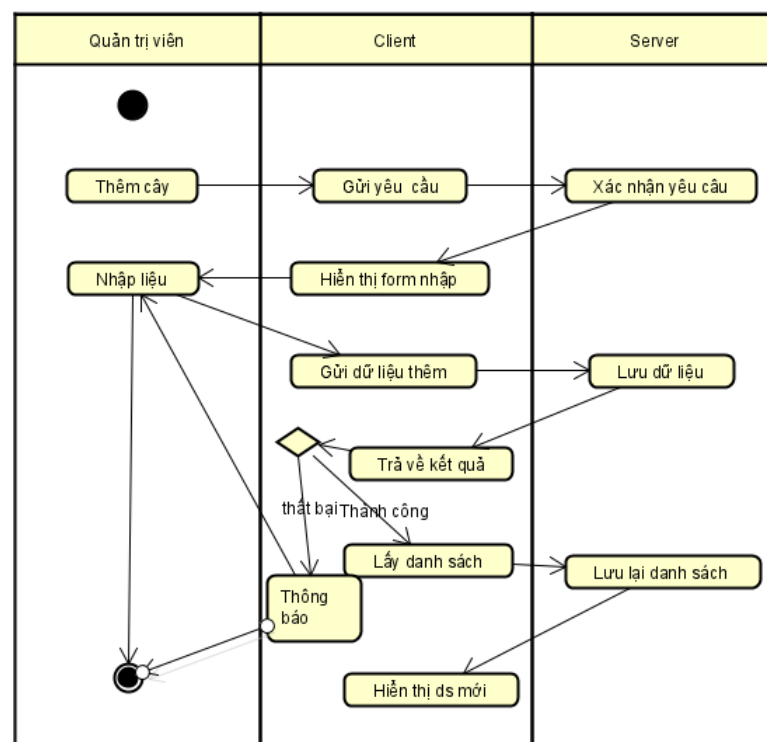 Quản trị viên
Client
Server
Thêm cây
Gửi yêu cầu
Xác nhận yêu câu
Nhập liệu
Hiển thị form nhập
Gửi dữ liệu thêm
Lưu dữ liệu
Trả về kết quả
thất bại
Thành công
Lấy danh sách
Lưu lại danh sách
Thông
báo
Hiển thị ds mới